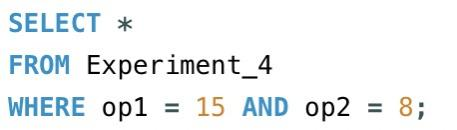 SELECT *
FROM Experiment_4
WHERE op1 = 15 AND op2 = 8;